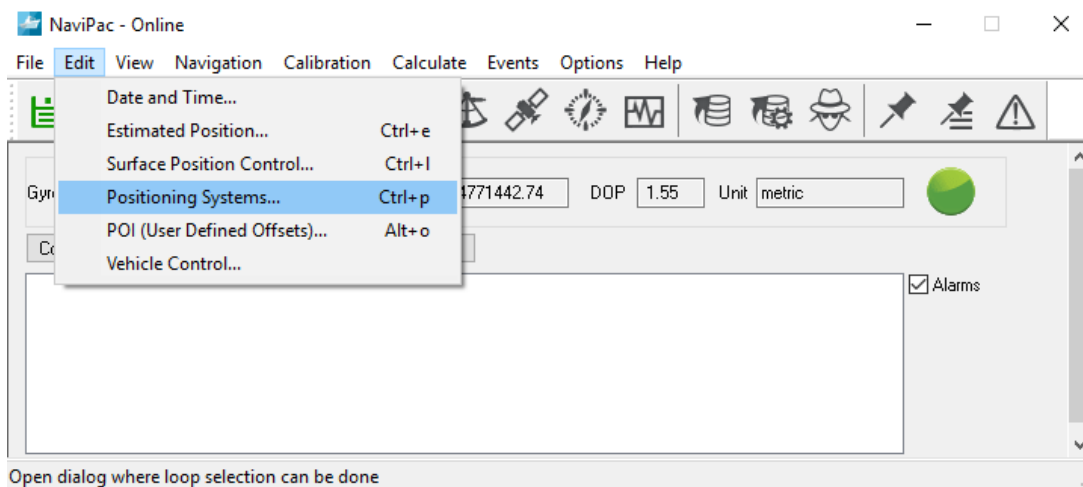 NaviPac - Online
File Edit View Navigation Calibration Calculate Events Options Help
Date and Time...
Estimated Position... Ctrl+e
Surface Position Control... Ctrl+l
Gyr 4771442.74 DOP 1.55 Unit metric
Positioning Systems... Ctrl+p
POI (User Defined Offsets)... Alt+o
Vehicle Control...
Alarms
Open dialog where loop selection can be done